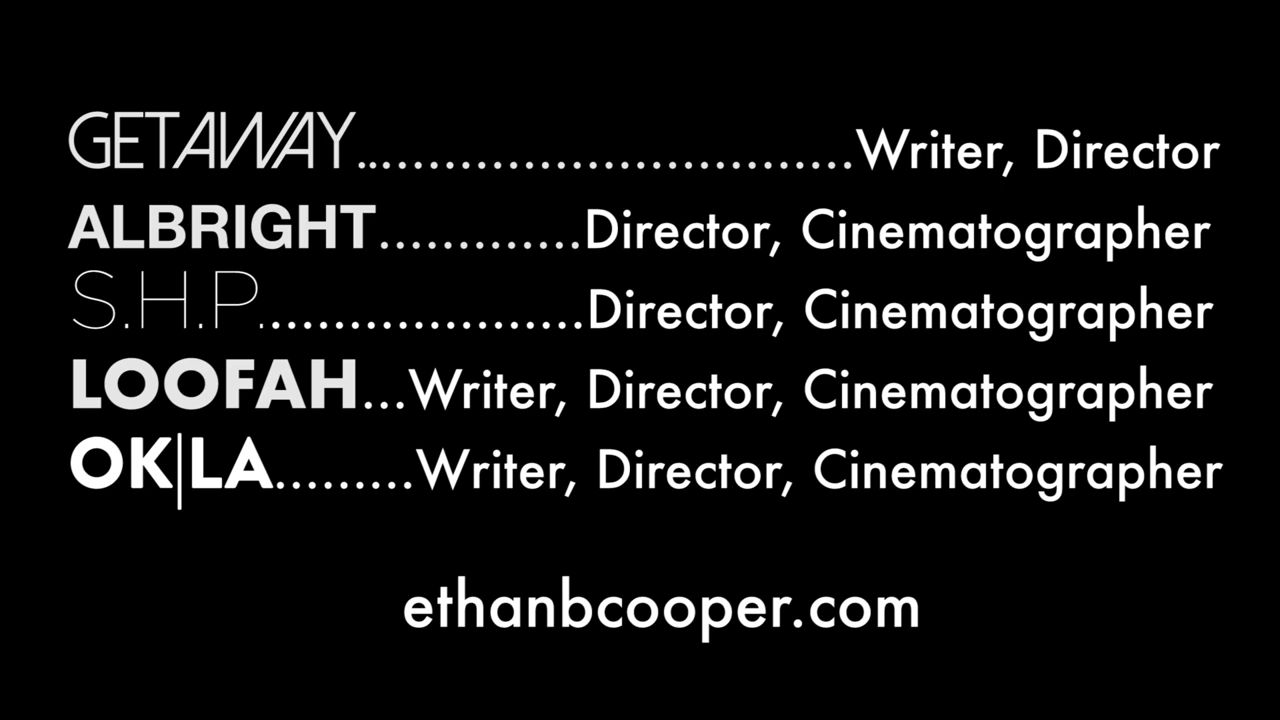 GETAWAY.................................Writer, Director
ALBRIGHT.............Director, Cinematographer
S.H.P......................Director, Cinematographer
LOOFAH...Writer, Director, Cinematographer
OK|LA.........Writer, Director, Cinematographer
ethanbcooper.com